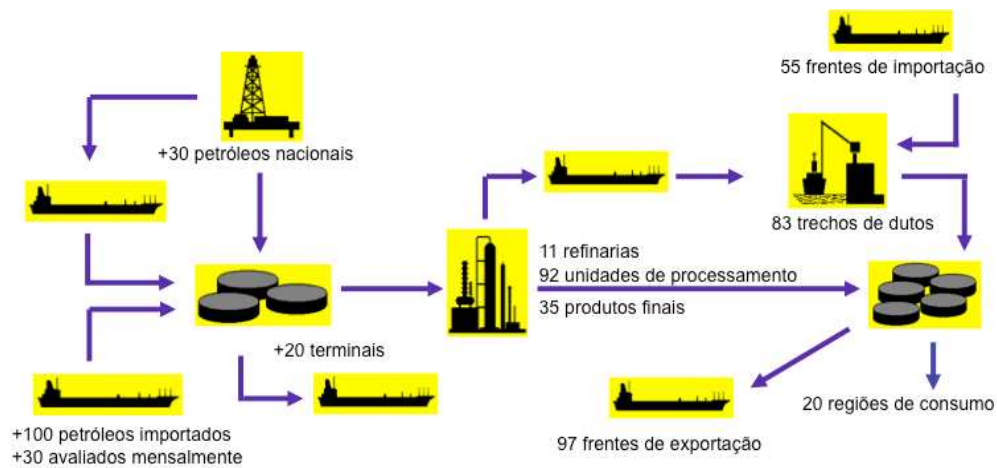 55 frentes de importação
+30 petróleos nacionais
83 trechos de dutos
11 refinarias
92 unidades de processamento
35 produtos finais
+20 terminais
20 regiões de consumo
+100 petróleos importados
+30 avaliados mensalmente
97 frentes de exportação